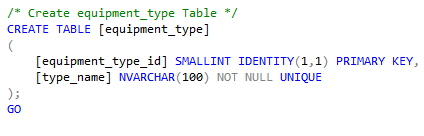 /* Create equipment_type Table */
CREATE TABLE [equipment_type]
(
    [equipment_type_id] SMALLINT IDENTITY(1,1) PRIMARY KEY,
    [type_name] NVARCHAR(100) NOT NULL UNIQUE
);
GO